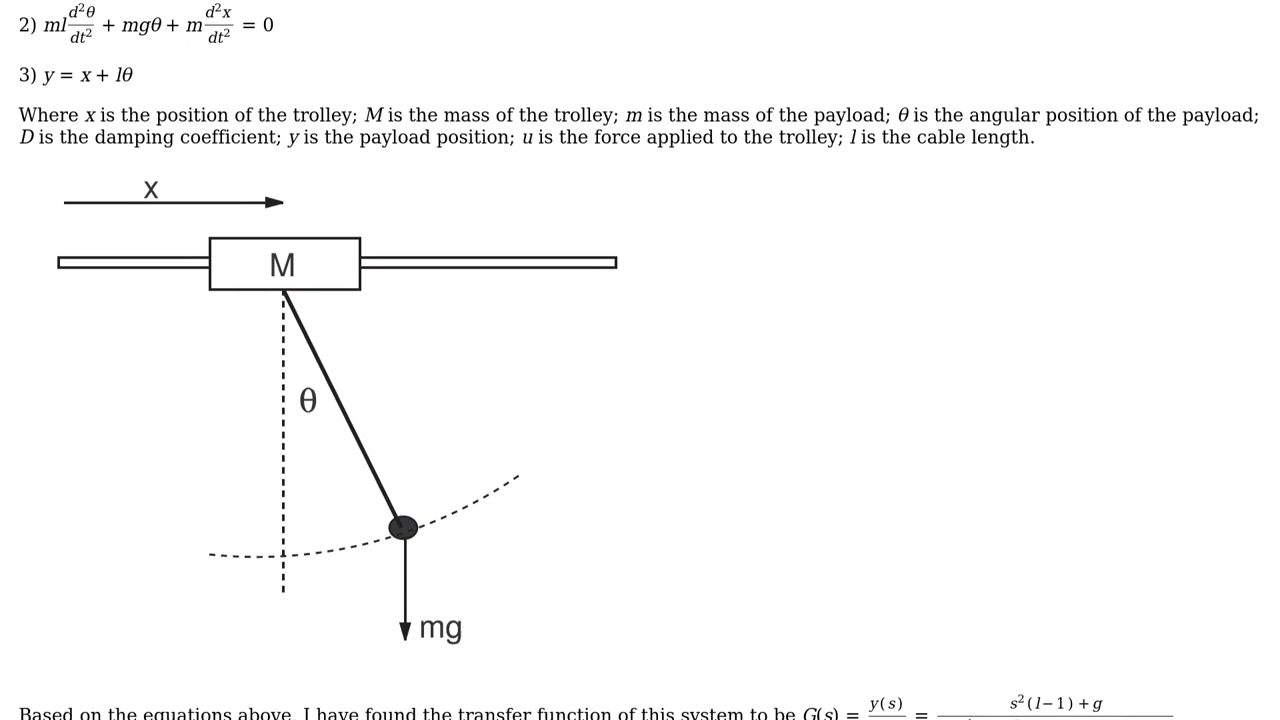 2) ml d²θ/dt² + mgθ + m d²x/dt² = 0
3) y = x + lθ
Where x is the position of the trolley; M is the mass of the trolley; m is the mass of the payload; θ is the angular position of the payload;
D is the damping coefficient; y is the payload position; u is the force applied to the trolley; l is the cable length.
X
M
θ
mg
Based on the equations above, I have found the transfer function of this system to be G(s) = y(s) = s²(l−1)+g